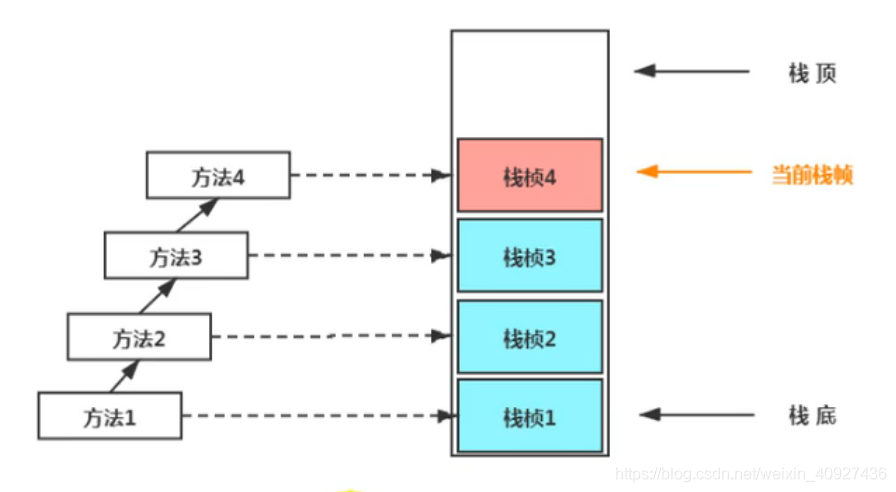 栈 顶
方法4
栈桢4
当前栈帧
方法3
栈桢3
方法2
栈桢2
方法1
栈桢1
栈 底
https://blog.csdn.net/weixin_40927436